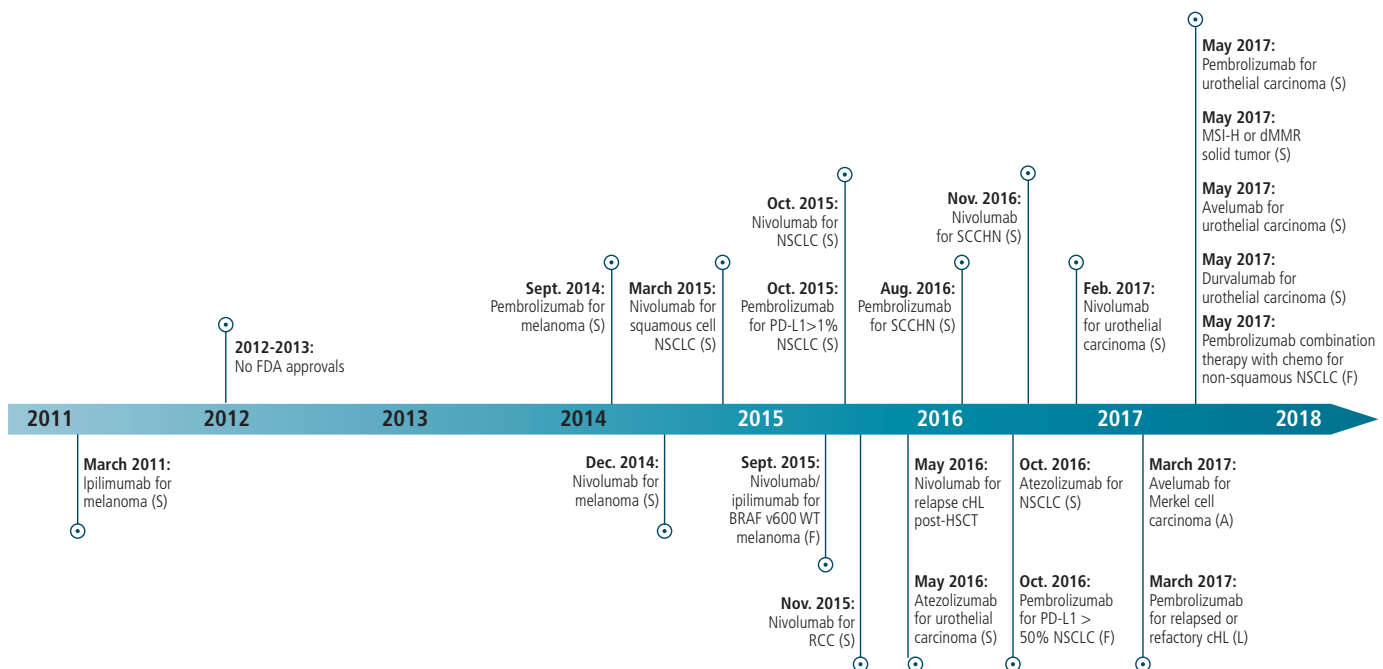 May 2017:
Pembrolizumab for
urothelial carcinoma (S)
May 2017:
MSI-H or dMMR
solid tumor (S)
May 2017:
Avelumab for
urothelial carcinoma (S)
May 2017:
Durvalumab for
urothelial carcinoma (S)
May 2017:
Pembrolizumab combination
therapy with chemo for
non-squamous NSCLC (F)
Oct. 2015:
Nivolumab for
NSCLC (S)
Oct. 2015:
Pembrolizumab
for PD-L1>1%
NSCLC (S)
Nov. 2016:
Nivolumab
for SCCHN (S)
Sept. 2014:
Pembrolizumab for
melanoma (S)
March 2015:
Nivolumab for
squamous cell
NSCLC (S)
Aug. 2016:
Pembrolizumab
for SCCHN (S)
Feb. 2017:
Nivolumab
for urothelial
carcinoma (S)
2012-2013:
No FDA approvals
2011 2012 2013 2014 2015 2016 2017 2018
March 2011:
Ipilimumab for
melanoma (S)
Dec. 2014:
Nivolumab for
melanoma (S)
Sept. 2015:
Nivolumab/
ipilimumab for
BRAF v600 WT
melanoma (F)
Nov. 2015:
Nivolumab for
RCC (S)
May 2016:
Nivolumab for
relapse cHL
post-HSCT
May 2016:
Atezolizumab
for urothelial
carcinoma (S)
Oct. 2016:
Atezolizumab for
NSCLC (S)
Oct. 2016:
Pembrolizumab
for PD-L1 >
50% NSCLC (F)
March 2017:
Avelumab for
Merkel cell
carcinoma (A)
March 2017:
Pembrolizumab
for relapsed or
refactory cHL (L)